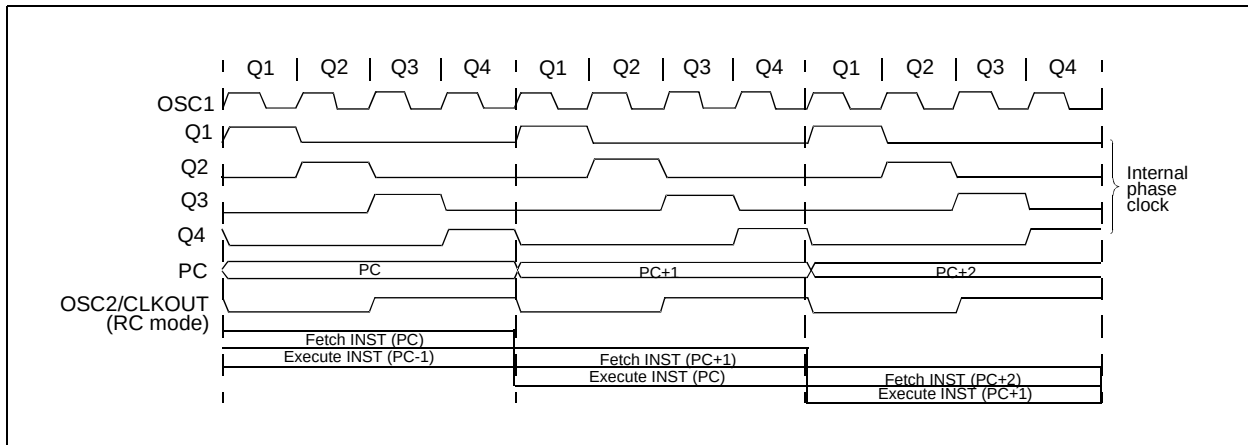 Q1 Q2 Q3 Q4 Q1 Q2 Q3 Q4 Q1 Q2 Q3 Q4
OSC1
Q1
Q2
Q3
Q4
PC
OSC2/CLKOUT
(RC mode)
PC PC+1 PC+2
Internal
phase
clock
Fetch INST (PC)
Execute INST (PC-1) Fetch INST (PC+1)
Execute INST (PC) Fetch INST (PC+2)
Execute INST (PC+1)